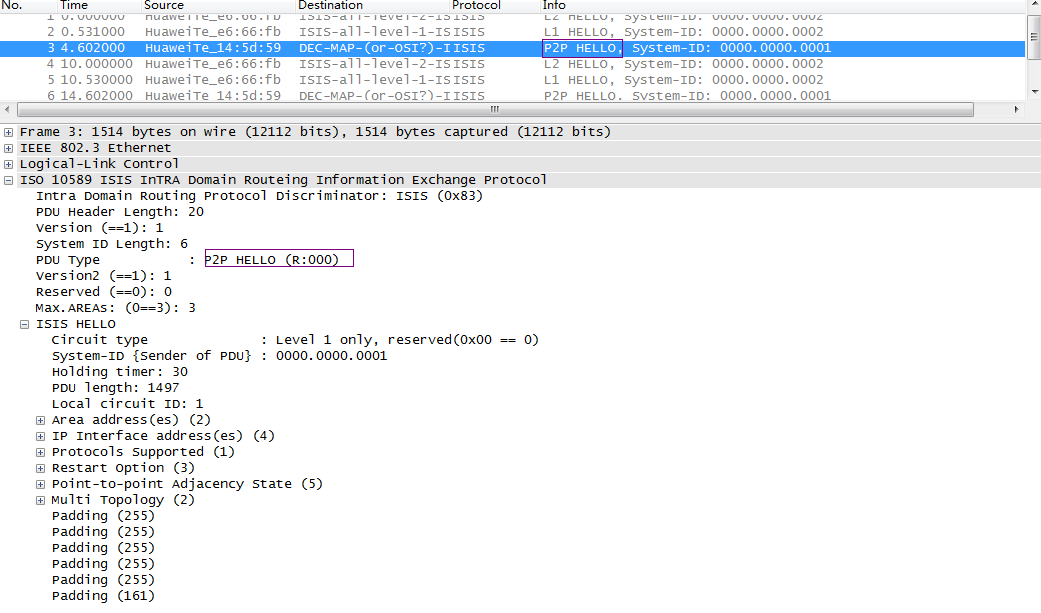 No. Time Source Destination Protocol Info
1 0.000000 HuaweiTe_e6:66:fb ISIS-all-level-2-IS ISIS L2 HELLO, System-ID: 0000.0000.0002
2 0.531000 HuaweiTe_e6:66:fb ISIS-all-level-1-IS ISIS L1 HELLO, System-ID: 0000.0000.0002
3 4.602000 HuaweiTe_14:5d:59 DEC-MAP-(or-OSI?)-I ISIS P2P HELLO, System-ID: 0000.0000.0001
4 10.000000 HuaweiTe_e6:66:fb ISIS-all-level-2-IS ISIS L2 HELLO, System-ID: 0000.0000.0002
5 10.530000 HuaweiTe_e6:66:fb ISIS-all-level-1-IS ISIS L1 HELLO, System-ID: 0000.0000.0002
6 14.602000 HuaweiTe_14:5d:59 DEC-MAP-(or-OSI?)-I ISIS P2P HELLO, System-ID: 0000.0000.0001
Frame 3: 1514 bytes on wire (12112 bits), 1514 bytes captured (12112 bits)
IEEE 802.3 Ethernet
Logical-Link Control
ISO 10589 ISIS InTRA Domain Routeing Information Exchange Protocol
Intra Domain Routing Protocol Discriminator: ISIS (0x83)
PDU Header Length: 20
Version (==1): 1
System ID Length: 6
PDU Type : P2P HELLO (R:000)
Version2 (==1): 1
Reserved (==0): 0
Max.AREAs: (0==3): 3
ISIS HELLO
Circuit type : Level 1 only, reserved(0x00 == 0)
System-ID {Sender of PDU} : 0000.0000.0001
Holding timer: 30
PDU length: 1497
Local circuit ID: 1
Area address(es) (2)
IP Interface address(es) (4)
Protocols Supported (1)
Restart Option (3)
Point-to-point Adjacency State (5)
Multi Topology (2)
Padding (255)
Padding (255)
Padding (255)
Padding (255)
Padding (255)
Padding (161)